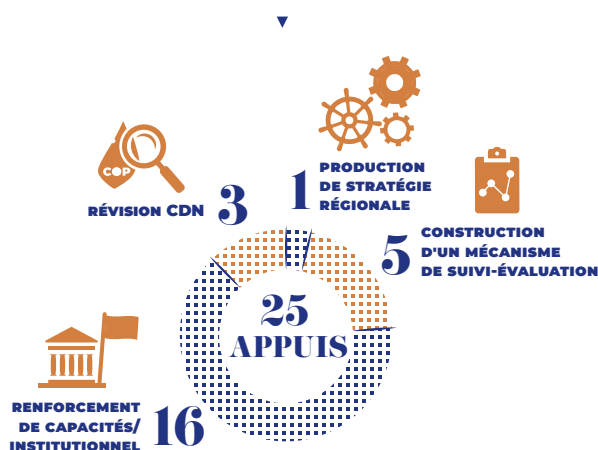 COP
RÉVISION CDN 3
1 PRODUCTION
DE STRATÉGIE
RÉGIONALE
5 CONSTRUCTION
D'UN MÉCANISME
DE SUIVI-ÉVALUATION
25
APPUIS
RENFORCEMENT
DE CAPACITÉS/
INSTITUTIONNEL 16